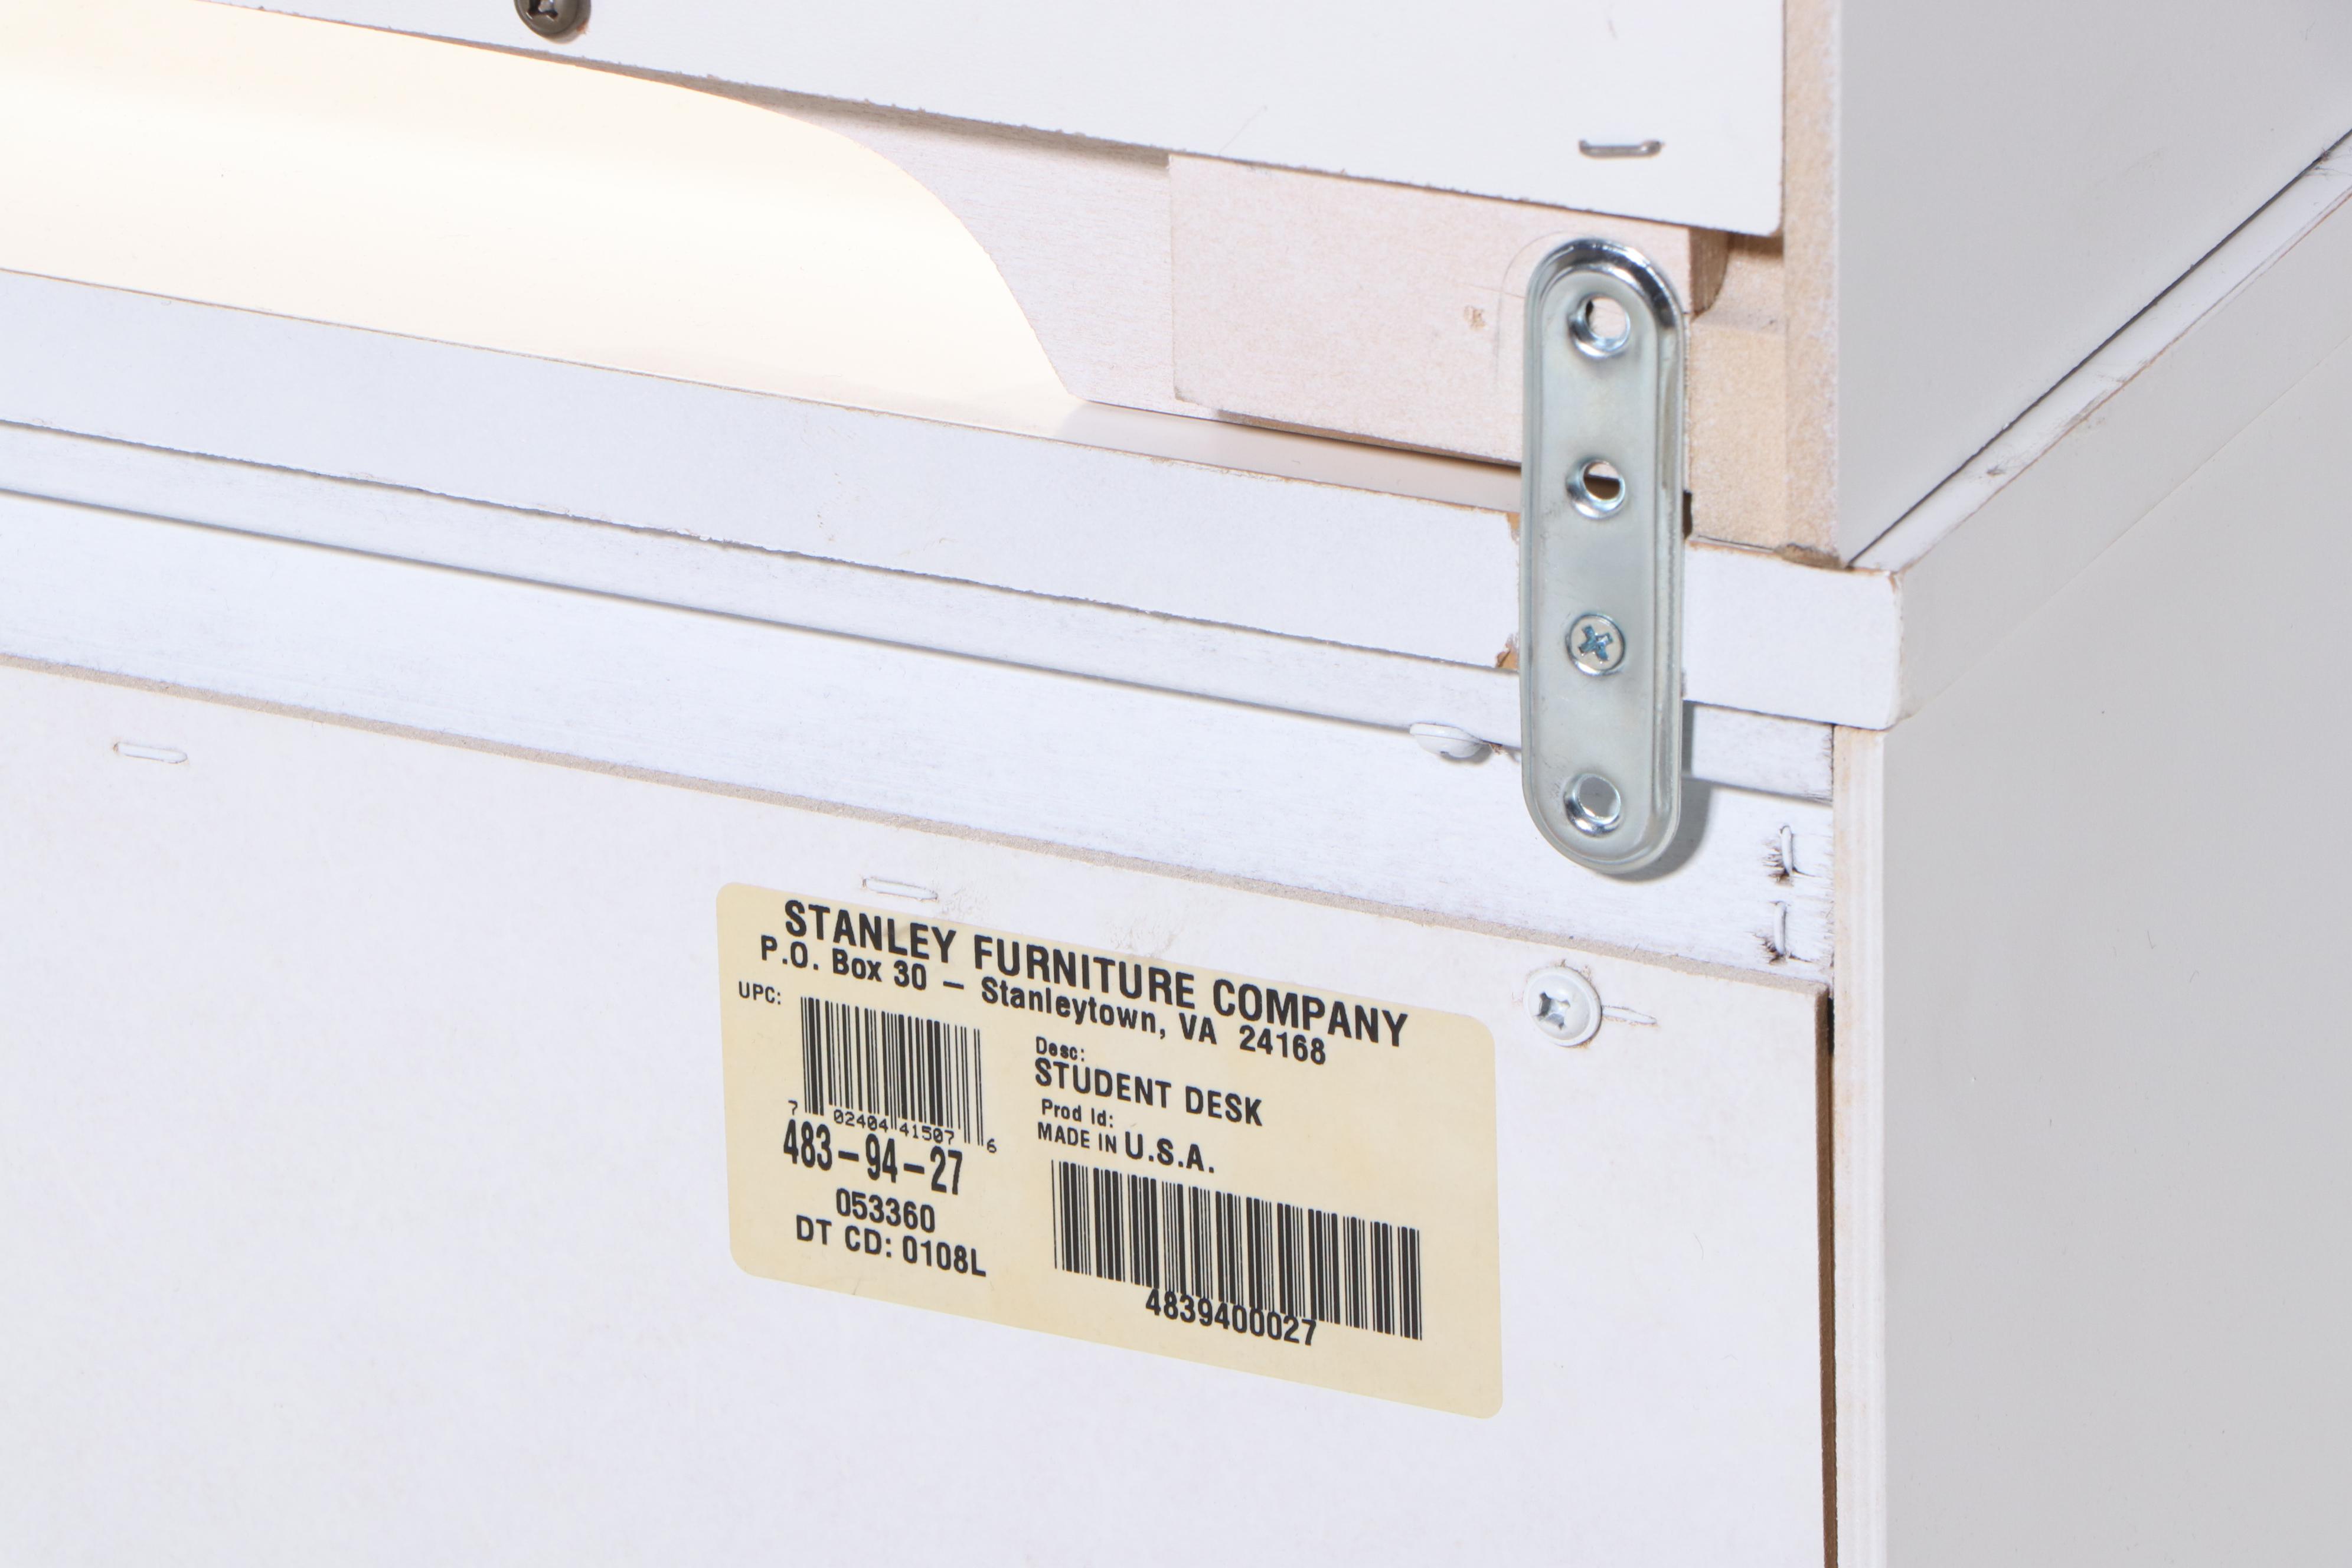 STANLEY FURNITURE COMPANY
P.O. Box 30 – Stanleytown, VA 24168
UPC:
7 02404 41507 6
483–94–27
053360
DT CD: 0108L
Desc:
STUDENT DESK
Prod Id:
MADE IN U.S.A.
4839400027